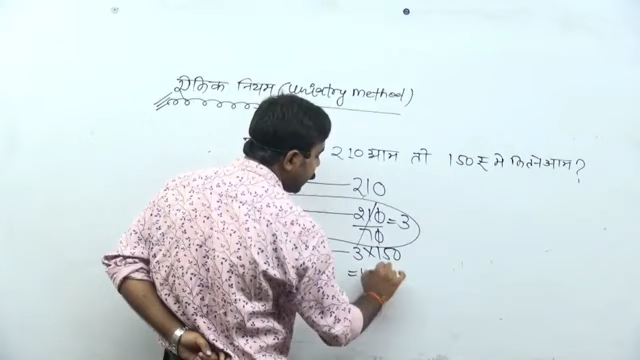 ऐकिक नियम (Unitary method)
210 आम तो 150₹ मे कितने आम ?
210
210/70 = 3
3×150
=